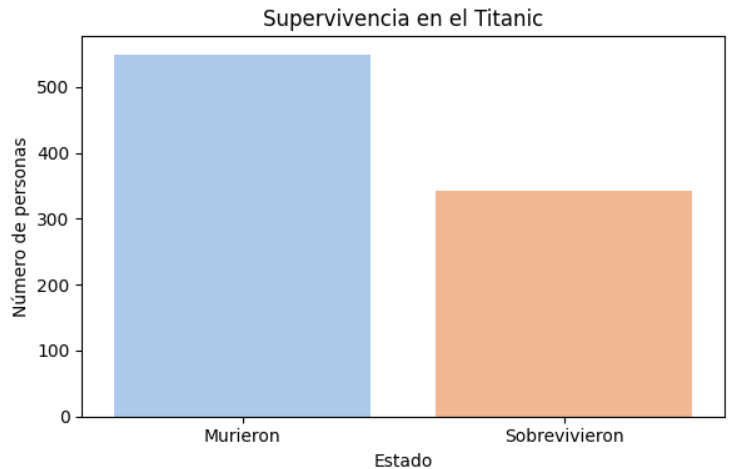 Supervivencia en el Titanic
Número de personas
500
400
300
200
100
0
Murieron
Sobrevivieron
Estado